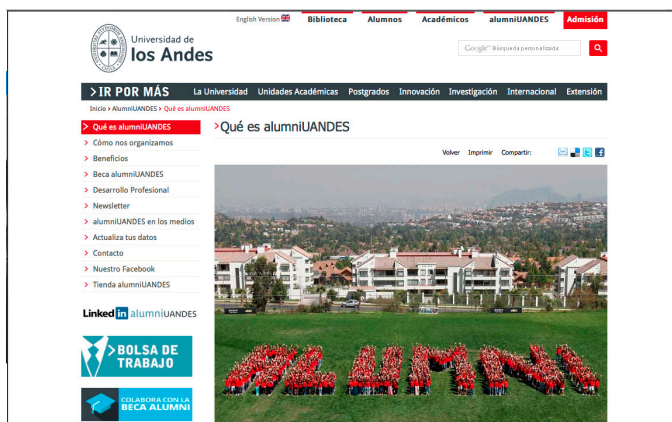 English Version
Biblioteca
Alumnos
Académicos
alumniUANDES
Admisión
Universidad de
los Andes
Google™ Búsqueda personalizada
>IR POR MÁS
La Universidad
Unidades Académicas
Postgrados
Innovación
Investigación
Internacional
Extensión
Inicio > AlumniUANDES > Qué es alumniUANDES
> Qué es alumniUANDES
> Cómo nos organizamos
> Beneficios
> Beca alumniUANDES
> Desarrollo Profesional
> Newsletter
> alumniUANDES en los medios
> Actualiza tus datos
> Contacto
> Nuestro Facebook
> Tienda alumniUANDES
Linked in alumniUANDES
>BOLSA DE
TRABAJO
COLABORA CON LA
BECA ALUMNI
>Qué es alumniUANDES
Volver
Imprimir
Compartir:
ALUMNI